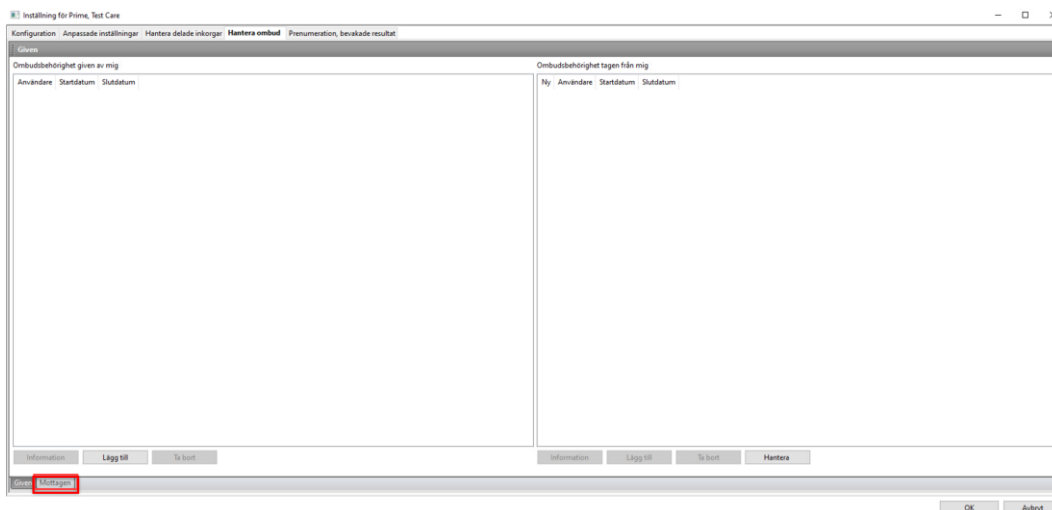 Inställning för Prime, Test Care
Konfiguration Anpassade inställningar Hantera delade inkorgar Hantera ombud Prenumeration, bevakade resultat
Given
Ombudsbehörighet given av mig
Användare Startdatum Slutdatum
Information Lägg till Ta bort
Ombudsbehörighet tagen från mig
Ny Användare Startdatum Slutdatum
Information Lägg till Ta bort Hantera
Given Mottagen
OK Avbryt